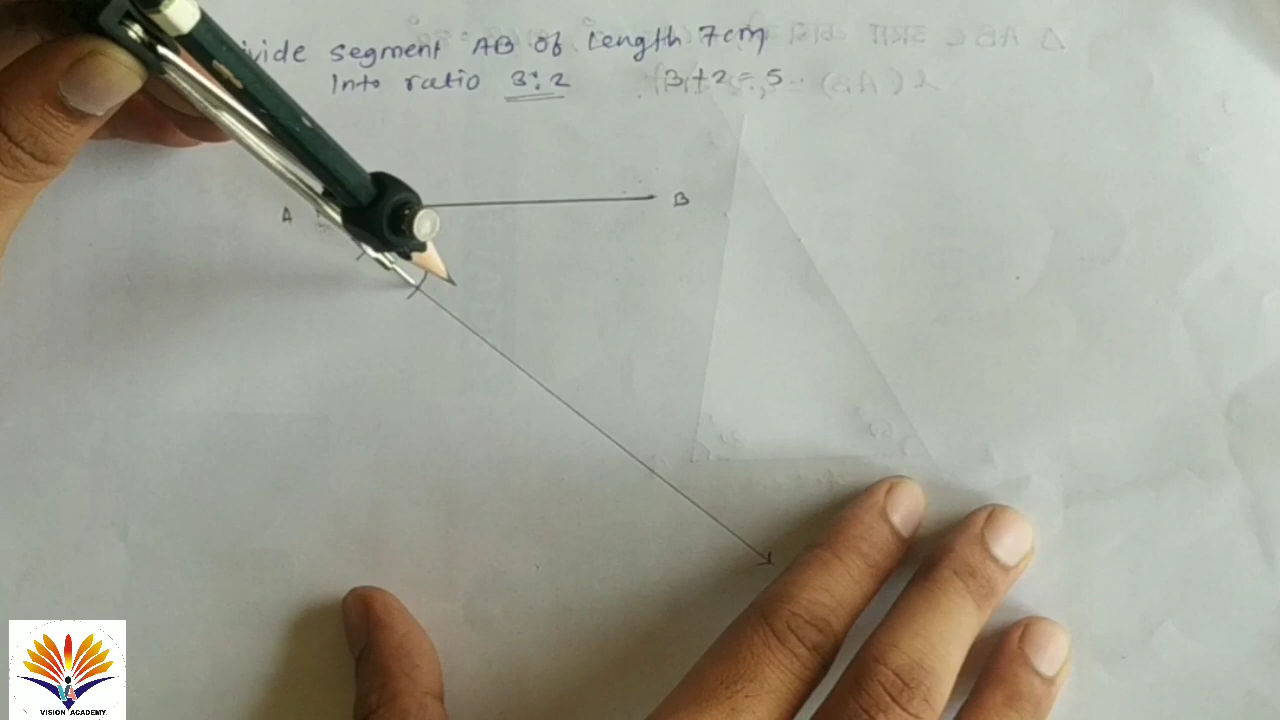 ivide segment AB of length 7cm
Into ratio 3:2 3+2=5
A
B
VISION ACADEMY